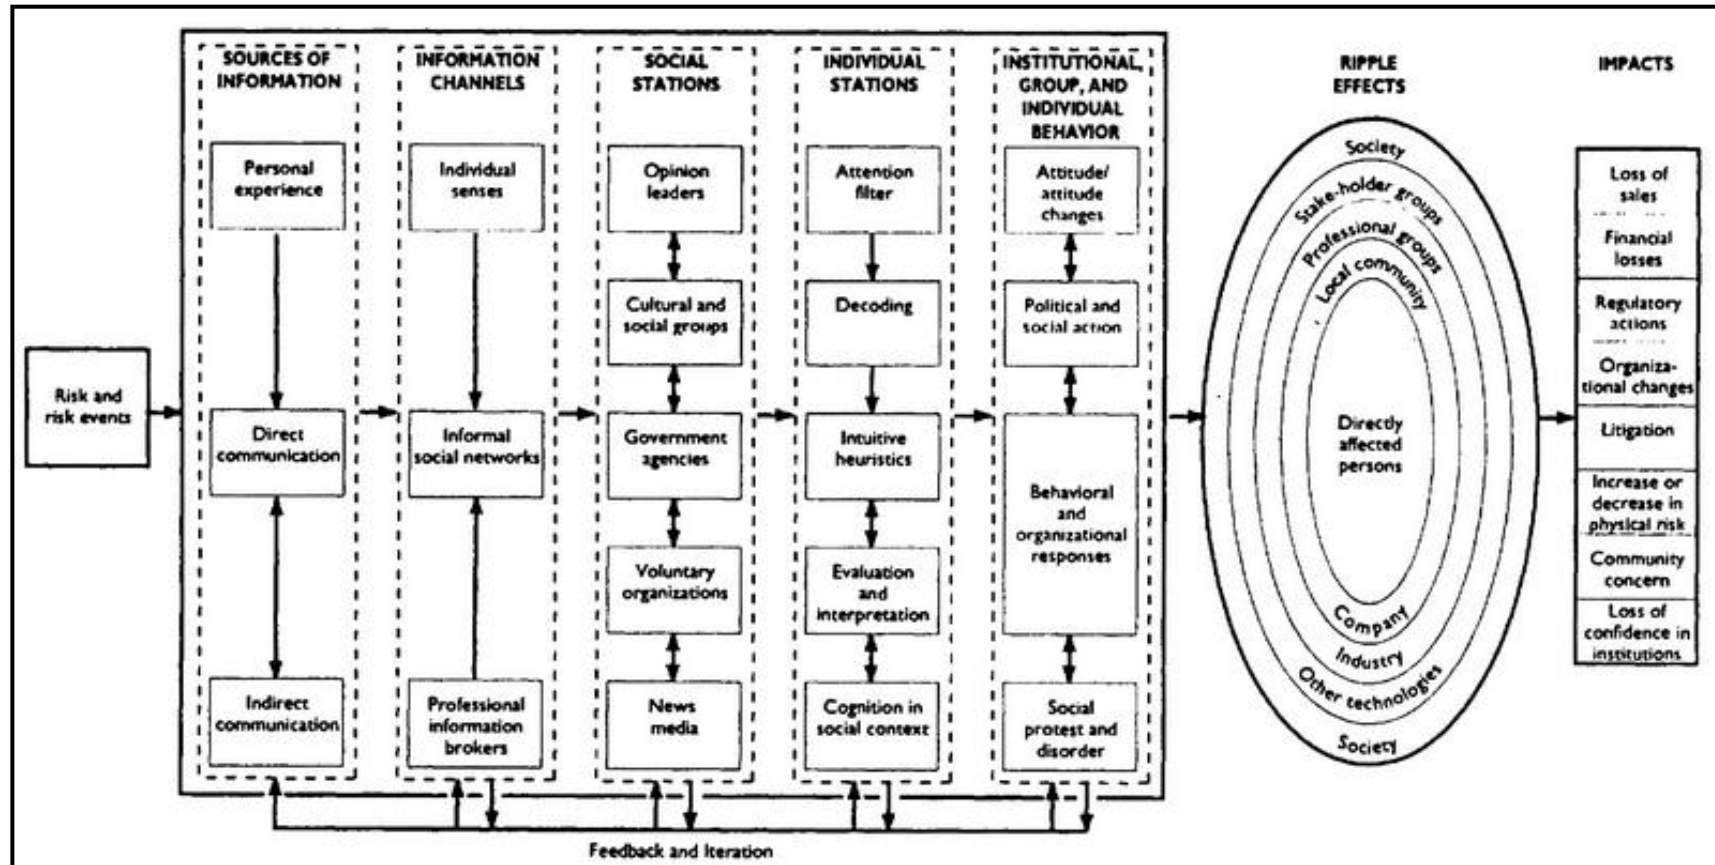 SOURCES OF
INFORMATION
INFORMATION
CHANNELS
SOCIAL
STATIONS
INDIVIDUAL
STATIONS
INSTITUTIONAL,
GROUP, AND
INDIVIDUAL
BEHAVIOR
RIPPLE
EFFECTS
IMPACTS
Risk and
risk events
Personal
experience
Direct
communication
Indirect
communication
Individual
senses
Informal
social networks
Professional
information
brokers
Opinion
leaders
Cultural and
social groups
Government
agencies
Voluntary
organizations
News
media
Attention
filter
Decoding
Intuitive
heuristics
Evaluation
and
interpretation
Cognition in
social context
Attitude/
attitude
changes
Political and
social action
Behavioral
and
organizational
responses
Social
protest and
disorder
Society
Stake-holder groups
Professional groups
Local community
Directly
affected
persons
Company
Industry
Other technologies
Society
Loss of
sales
Financial
losses
Regulatory
actions
Organiza-
tional changes
Litigation
Increase or
decrease in
physical risk
Community
concern
Loss of
confidence in
institutions
Feedback and Iteration